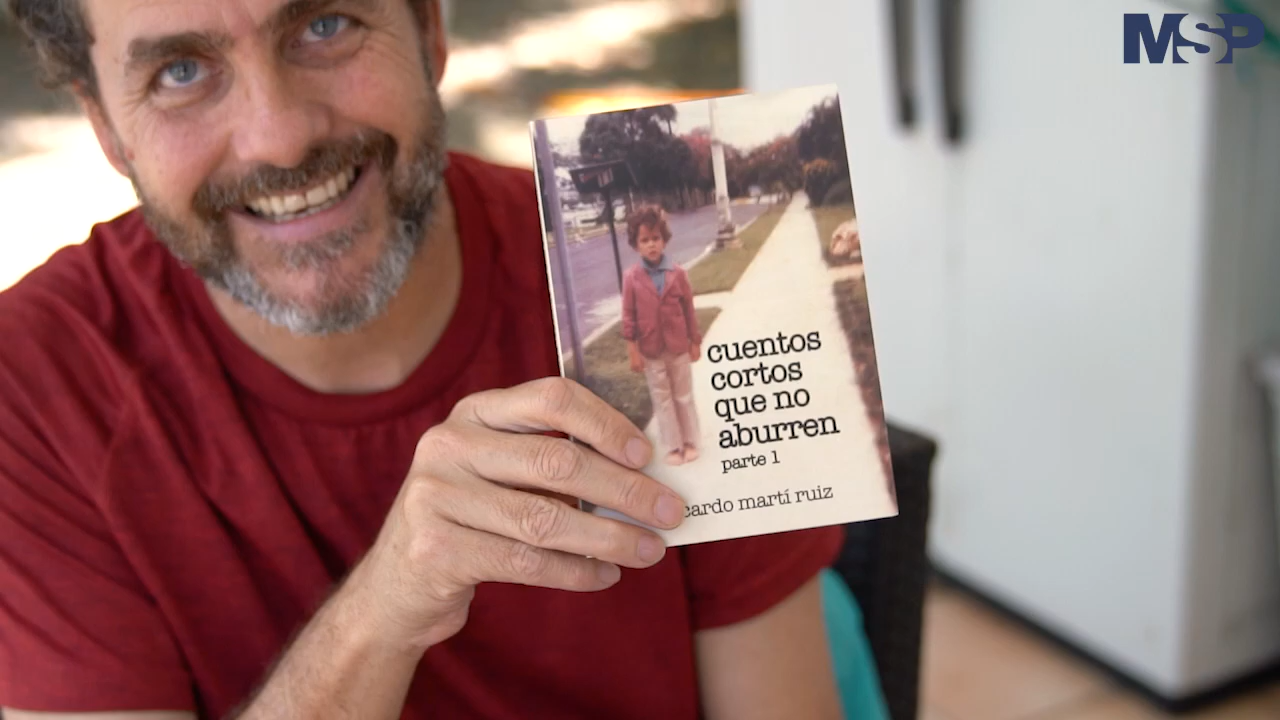 MSP
cuentos
cortos
que no
aburren
parte 1
cardo martí ruiz